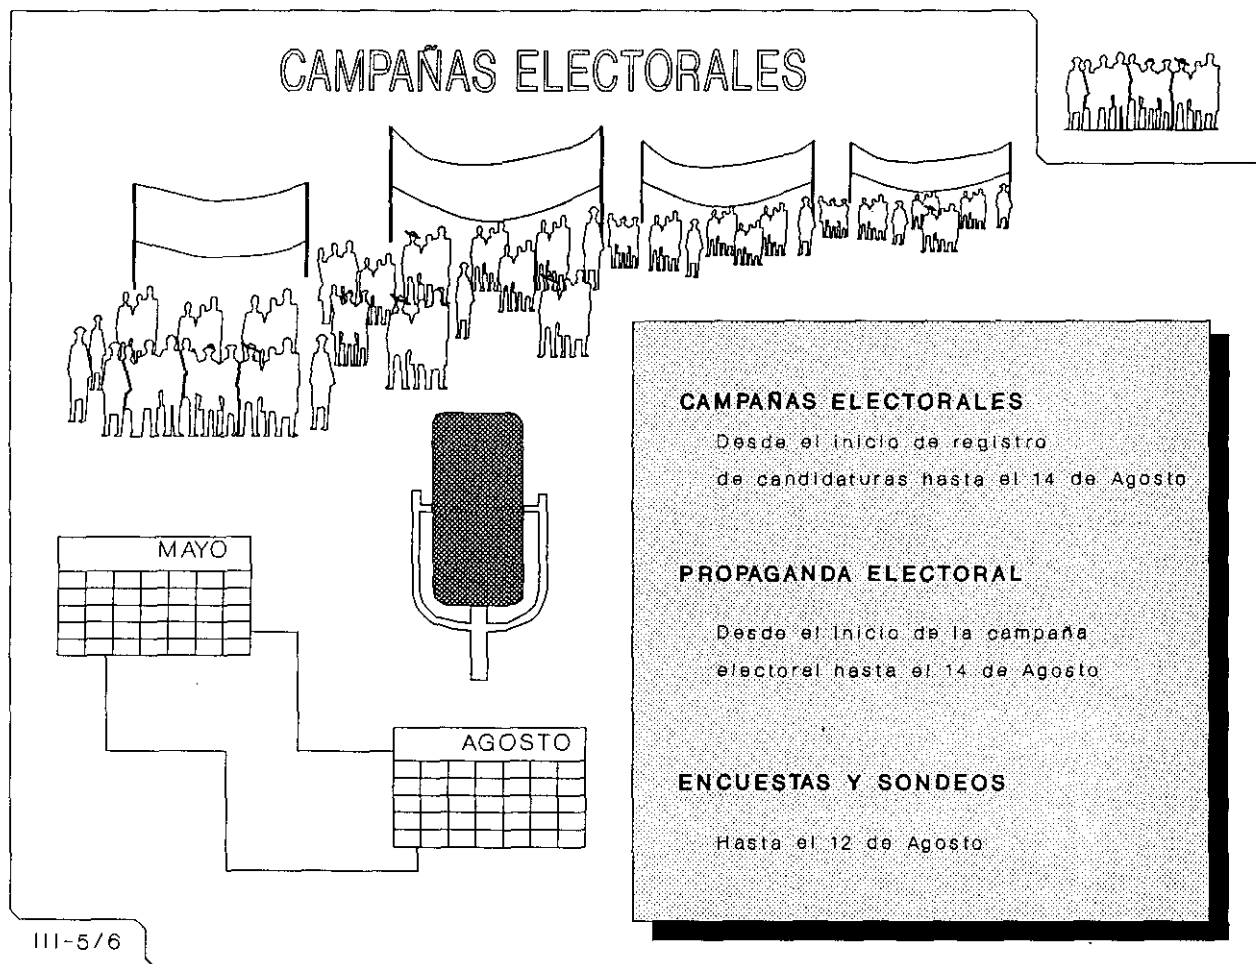 CAMPAÑAS ELECTORALES
CAMPAÑAS ELECTORALES
Desde el inicio de registro
de candidaturas hasta el 14 de Agosto
MAYO
PROPAGANDA ELECTORAL
Desde el inicio de la campaña
electoral hasta el 14 de Agosto
AGOSTO
ENCUESTAS Y SONDEOS
Hasta el 12 de Agosto
III-5/6